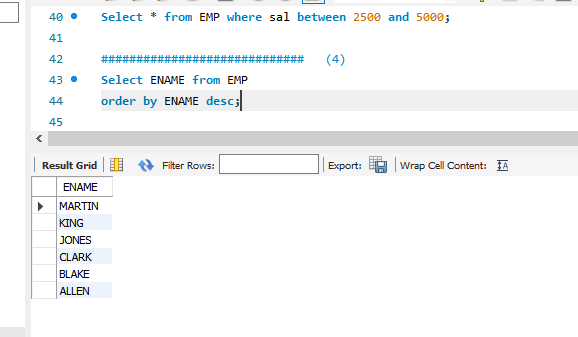 40 Select * from EMP where sal between 2500 and 5000;
41
42 ############################# (4)
43 Select ENAME from EMP
44 order by ENAME desc;
45
Result Grid Filter Rows: Export: Wrap Cell Content: IA
ENAME
MARTIN
KING
JONES
CLARK
BLAKE
ALLEN